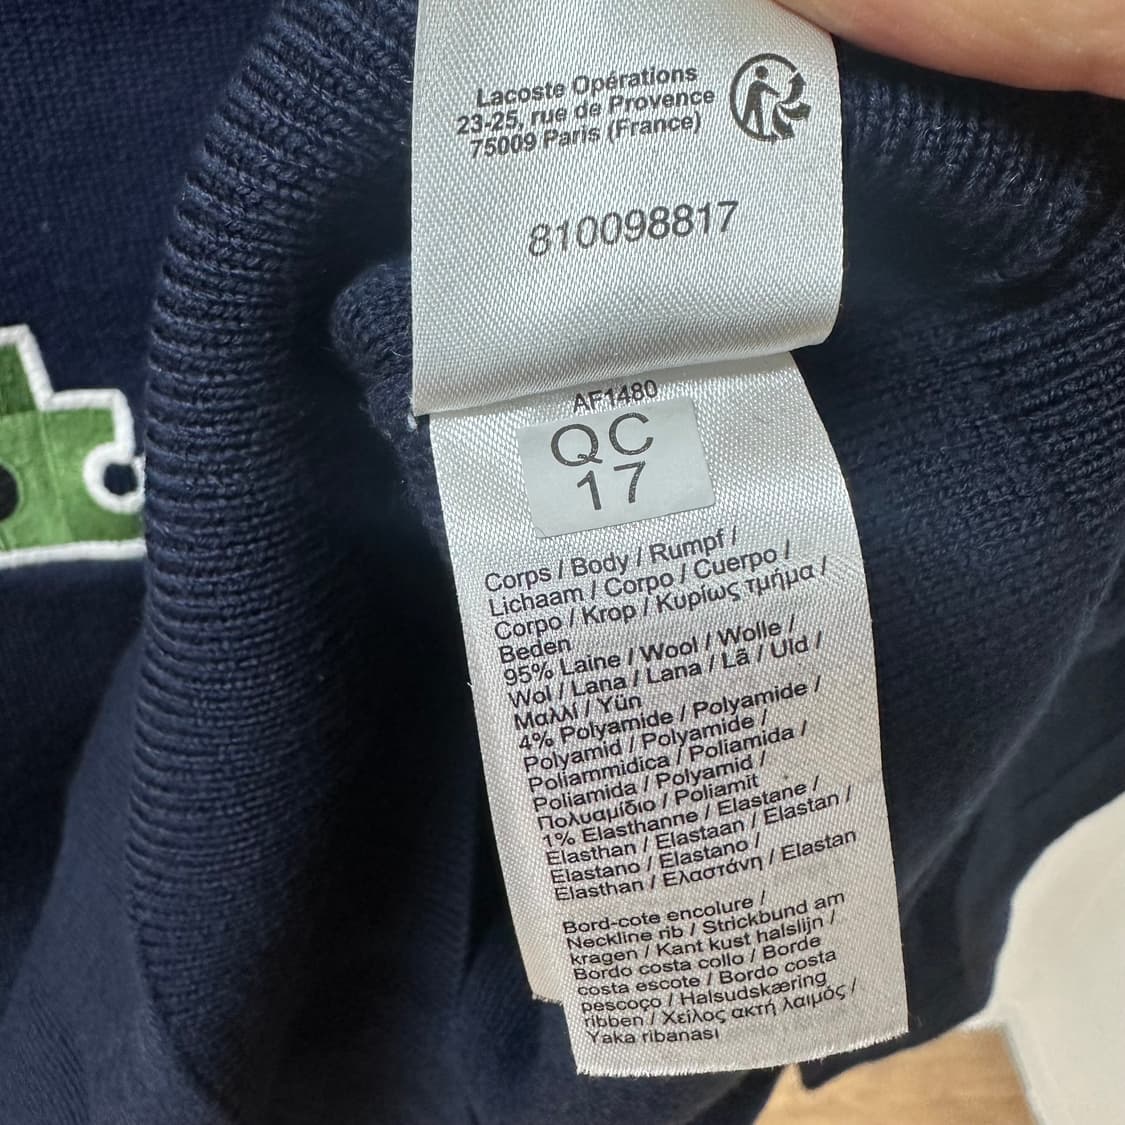 Lacoste Opérations
23-25, rue de Provence
75009 Paris (France)
810098817
AF1480
QC
17
Corps / Body / Rumpf /
Lichaam / Corpo / Cuerpo /
Corpo / Krop / Κυρίως τμήμα /
Beden
95% Laine / Wool / Wolle /
Wol / Lana / Lana / Lã / Uld /
Μαλλί / Yün
4% Polyamide / Polyamide /
Polyamid / Polyamide /
Poliammidica / Poliamida /
Poliamida / Polyamid /
Πολυαμίδιο / Poliamit
1% Elasthanne / Elastane /
Elasthan / Elastaan / Elastan /
Elastano / Elastano /
Elasthan / Ελαστάνη / Elastan
Bord-cote encolure /
Neckline rib / Strickbund am
kragen / Kant kust halslijn /
Bordo costa collo / Borde
costa escote / Bordo costa
pescoço / Halsudskæring
ribben / Χείλος ακτή λαιμός /
Yaka ribanası